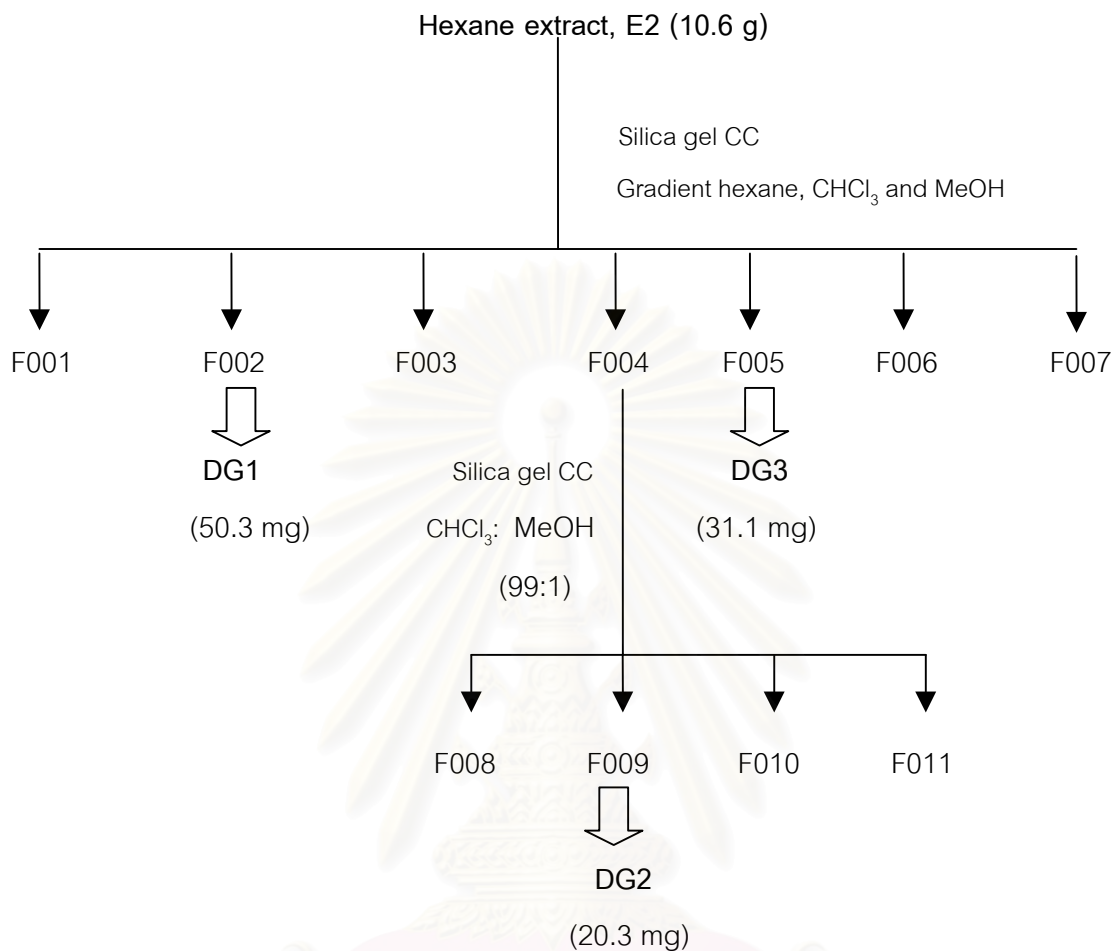 Hexane extract, E2 (10.6 g)
Silica gel CC
Gradient hexane, CHCl₃ and MeOH
F001 F002 F003 F004 F005 F006 F007
DG1 Silica gel CC DG3
(50.3 mg) CHCl₃: MeOH (31.1 mg)
(99:1)
F008 F009 F010 F011
DG2
(20.3 mg)